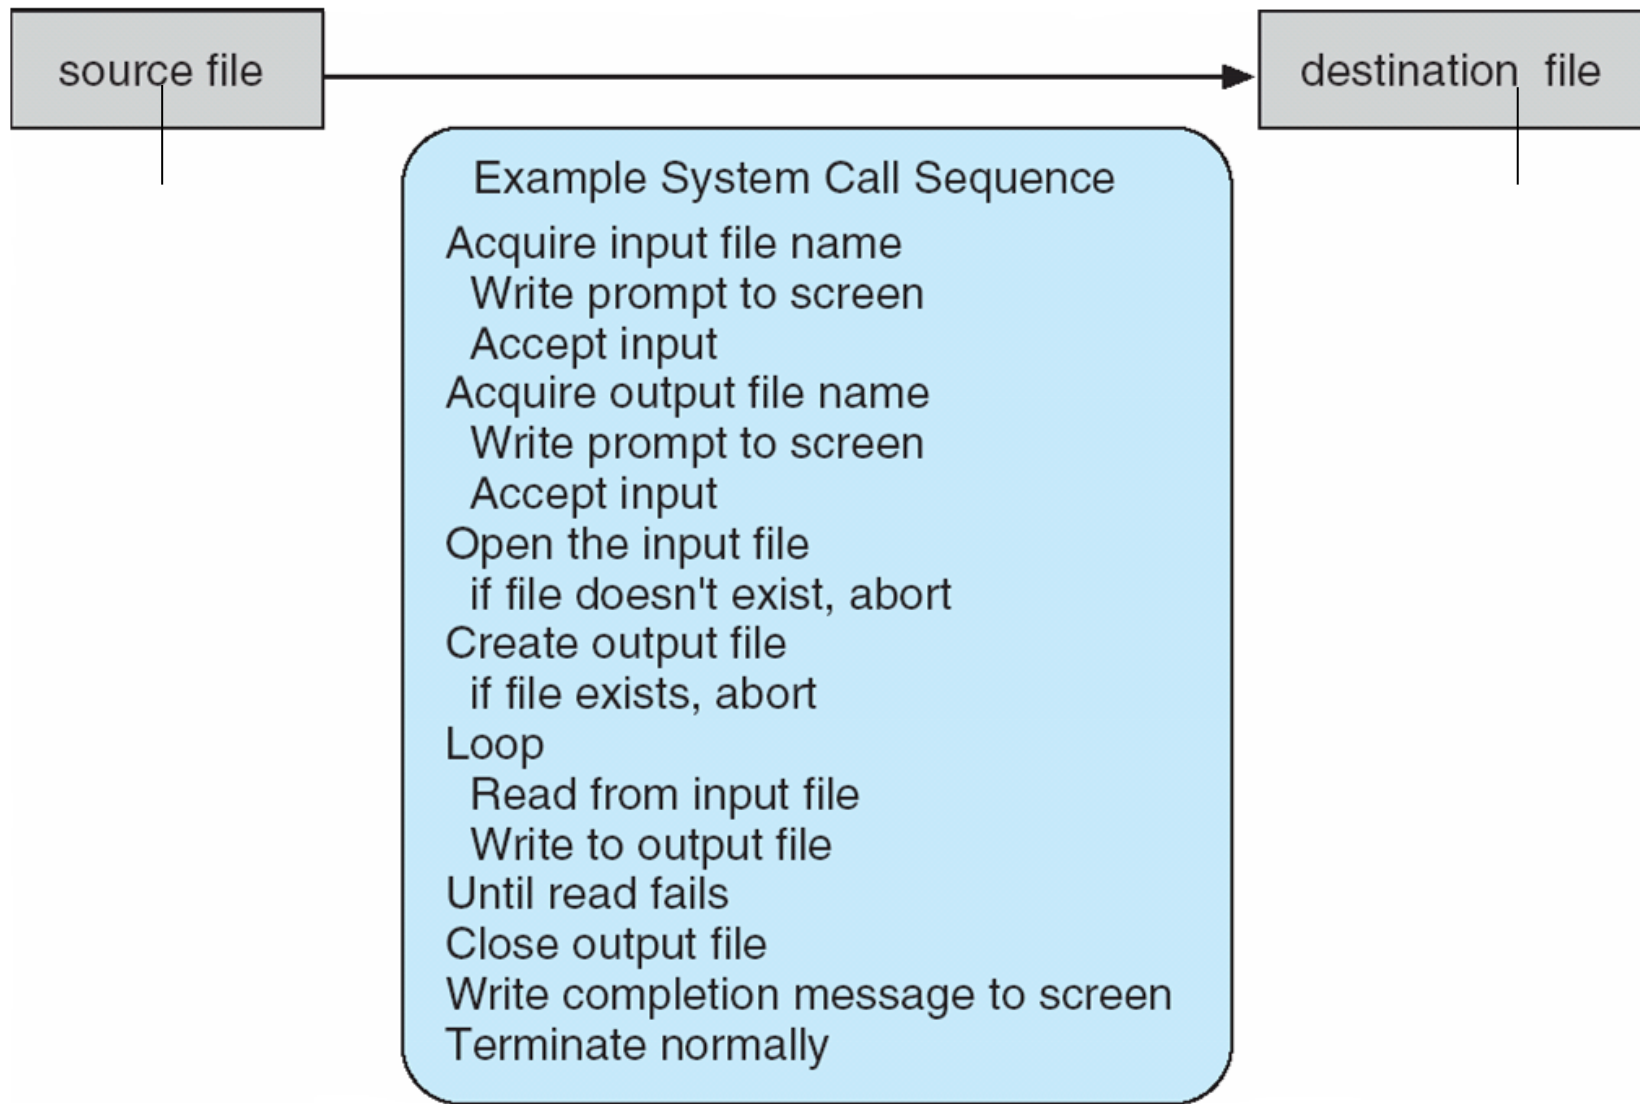 source file
destination file
Example System Call Sequence
Acquire input file name
Write prompt to screen
Accept input
Acquire output file name
Write prompt to screen
Accept input
Open the input file
if file doesn't exist, abort
Create output file
if file exists, abort
Loop
Read from input file
Write to output file
Until read fails
Close output file
Write completion message to screen
Terminate normally